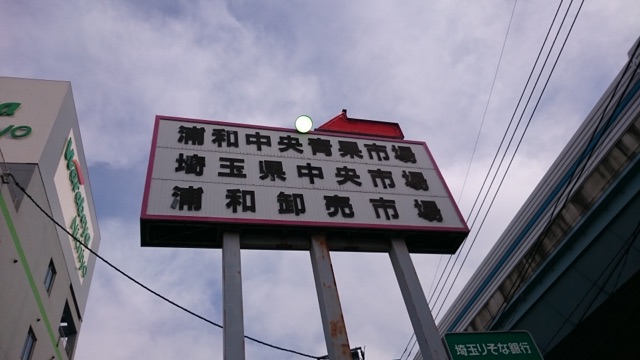 浦和中央青果市場
埼玉県中央市場
浦和卸売市場
埼玉りそな銀行